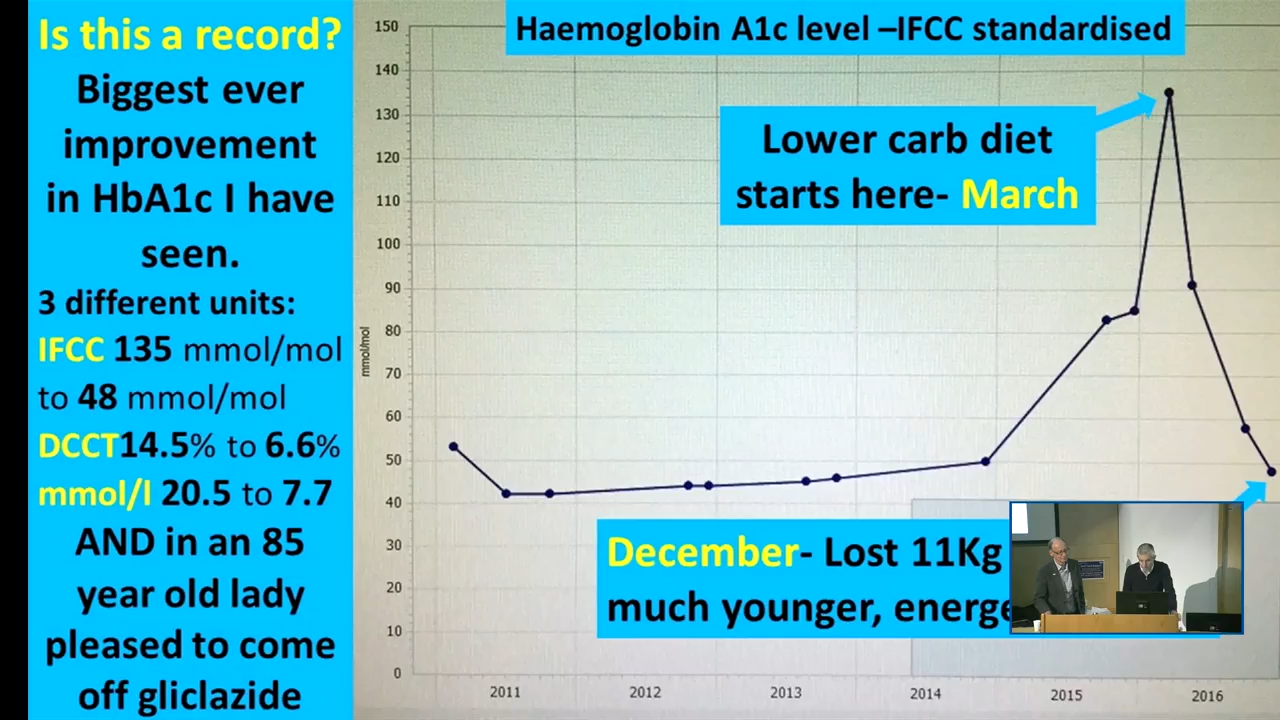 Is this a record?
Biggest ever
improvement
in HbA1c I have
seen.
3 different units:
IFCC 135 mmol/mol
to 48 mmol/mol
DCCT14.5% to 6.6%
mmol/l 20.5 to 7.7
AND in an 85
year old lady
pleased to come
off gliclazide
Haemoglobin A1c level –IFCC standardised
Lower carb diet
starts here- March
December- Lost 11Kg
much younger,
mmol/mol
150
140
130
120
110
100
90
80
70
60
50
40
30
20
10
0
2011
2012
2013
2014
2015
2016